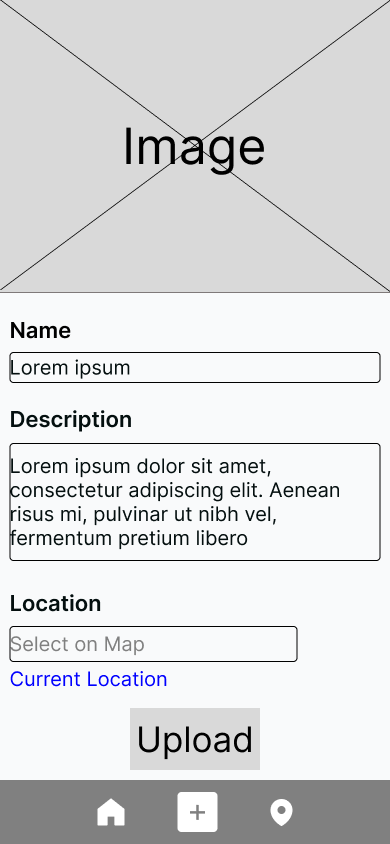 Image
Name
Lorem ipsum
Description
Lorem ipsum dolor sit amet,
consectetur adipiscing elit. Aenean
risus mi, pulvinar ut nibh vel,
fermentum pretium libero
Location
Select on Map
Current Location
Upload